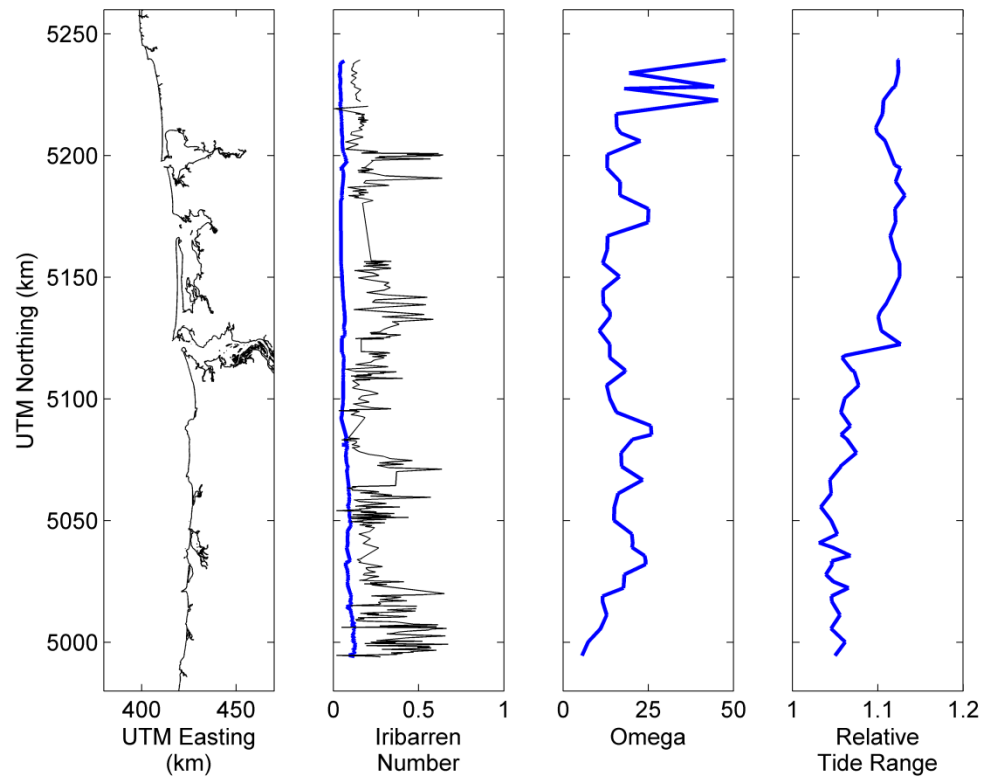 5250
5200
5150
5100
5050
5000
UTM Northing (km)
400 450
UTM Easting
(km)
0 0.5 1
Iribarren
Number
0 25 50
Omega
1 1.1 1.2
Relative
Tide Range